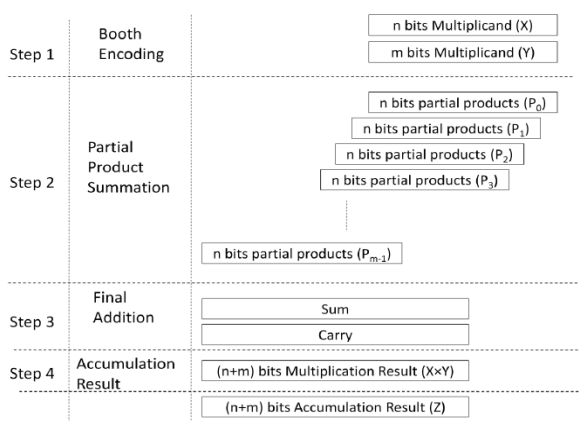 Step 1
Booth
Encoding
n bits Multiplicand (X)
m bits Multiplicand (Y)
Step 2
Partial
Product
Summation
n bits partial products (P0)
n bits partial products (P1)
n bits partial products (P2)
n bits partial products (P3)
n bits partial products (Pm-1)
Step 3
Final
Addition
Sum
Carry
Step 4
Accumulation
Result
(n+m) bits Multiplication Result (X×Y)
(n+m) bits Accumulation Result (Z)